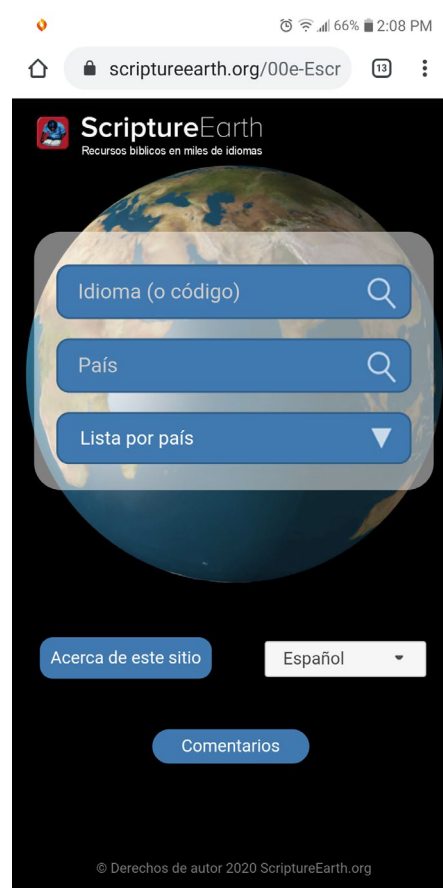 66% 2:08 PM
scriptureearth.org/00e-Escr 13
ScriptureEarth
Recursos bíblicos en miles de idiomas
Idioma (o código)
País
Lista por país
Acerca de este sitio Español
Comentarios
© Derechos de autor 2020 ScriptureEarth.org